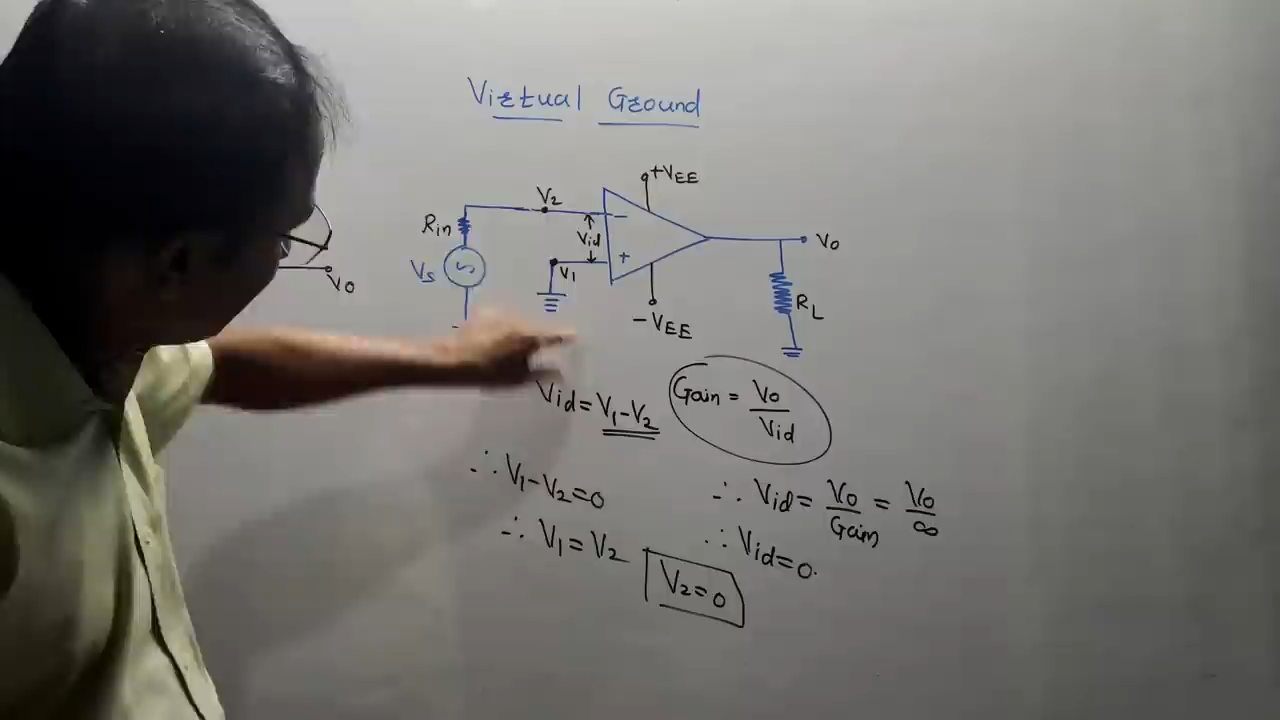 Virtual Ground
+VEE
V2
Rin
Vid
−
+
Vo
Vs
V1
Vo
RL
−VEE
Vid = V1−V2
Gain = Vo/Vid
∴ V1−V2=0
∴ Vid = Vo/Gain = Vo/∞
∴ V1 = V2
∴ Vid=0.
V2=0